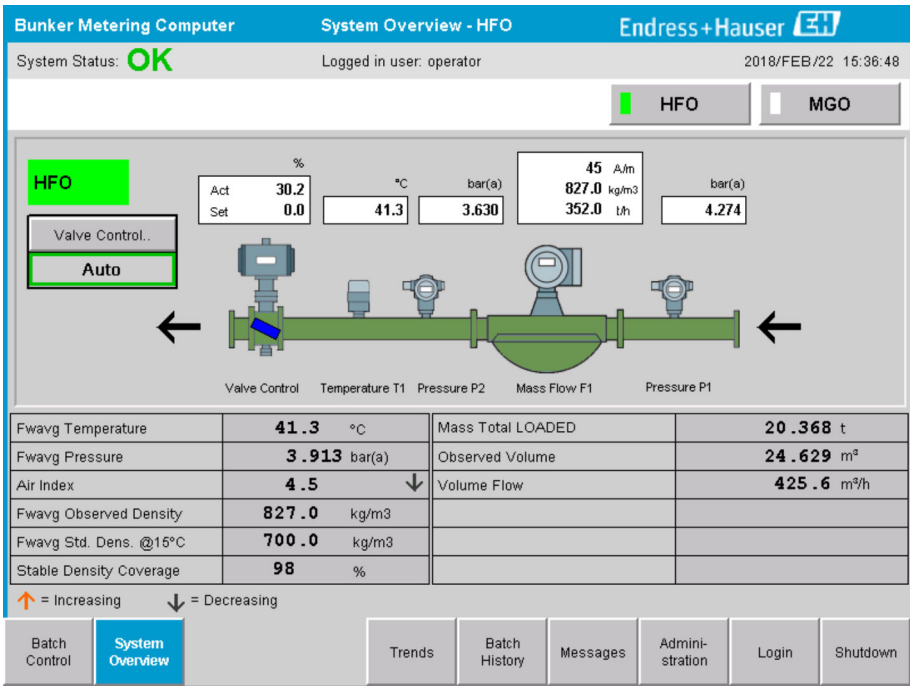 Bunker Metering Computer System Overview - HFO Endress+Hauser EH
System Status: OK Logged in user: operator 2018/FEB/22 15:36:48
HFO MGO
HFO
Valve Control..
Auto
%
Act 30.2
Set 0.0
°C
41.3
bar(a)
3.630
45 A/m
827.0 kg/m3
352.0 t/h
bar(a)
4.274
Valve Control Temperature T1 Pressure P2 Mass Flow F1 Pressure P1
Fwavg Temperature 41.3 °C Mass Total LOADED 20.368 t
Fwavg Pressure 3.913 bar(a) Observed Volume 24.629 m³
Air Index 4.5 ↓ Volume Flow 425.6 m³/h
Fwavg Observed Density 827.0 kg/m3
Fwavg Std. Dens. @15°C 700.0 kg/m3
Stable Density Coverage 98 %
↑ = Increasing ↓ = Decreasing
Batch Control System Overview Trends Batch History Messages Admini-stration Login Shutdown